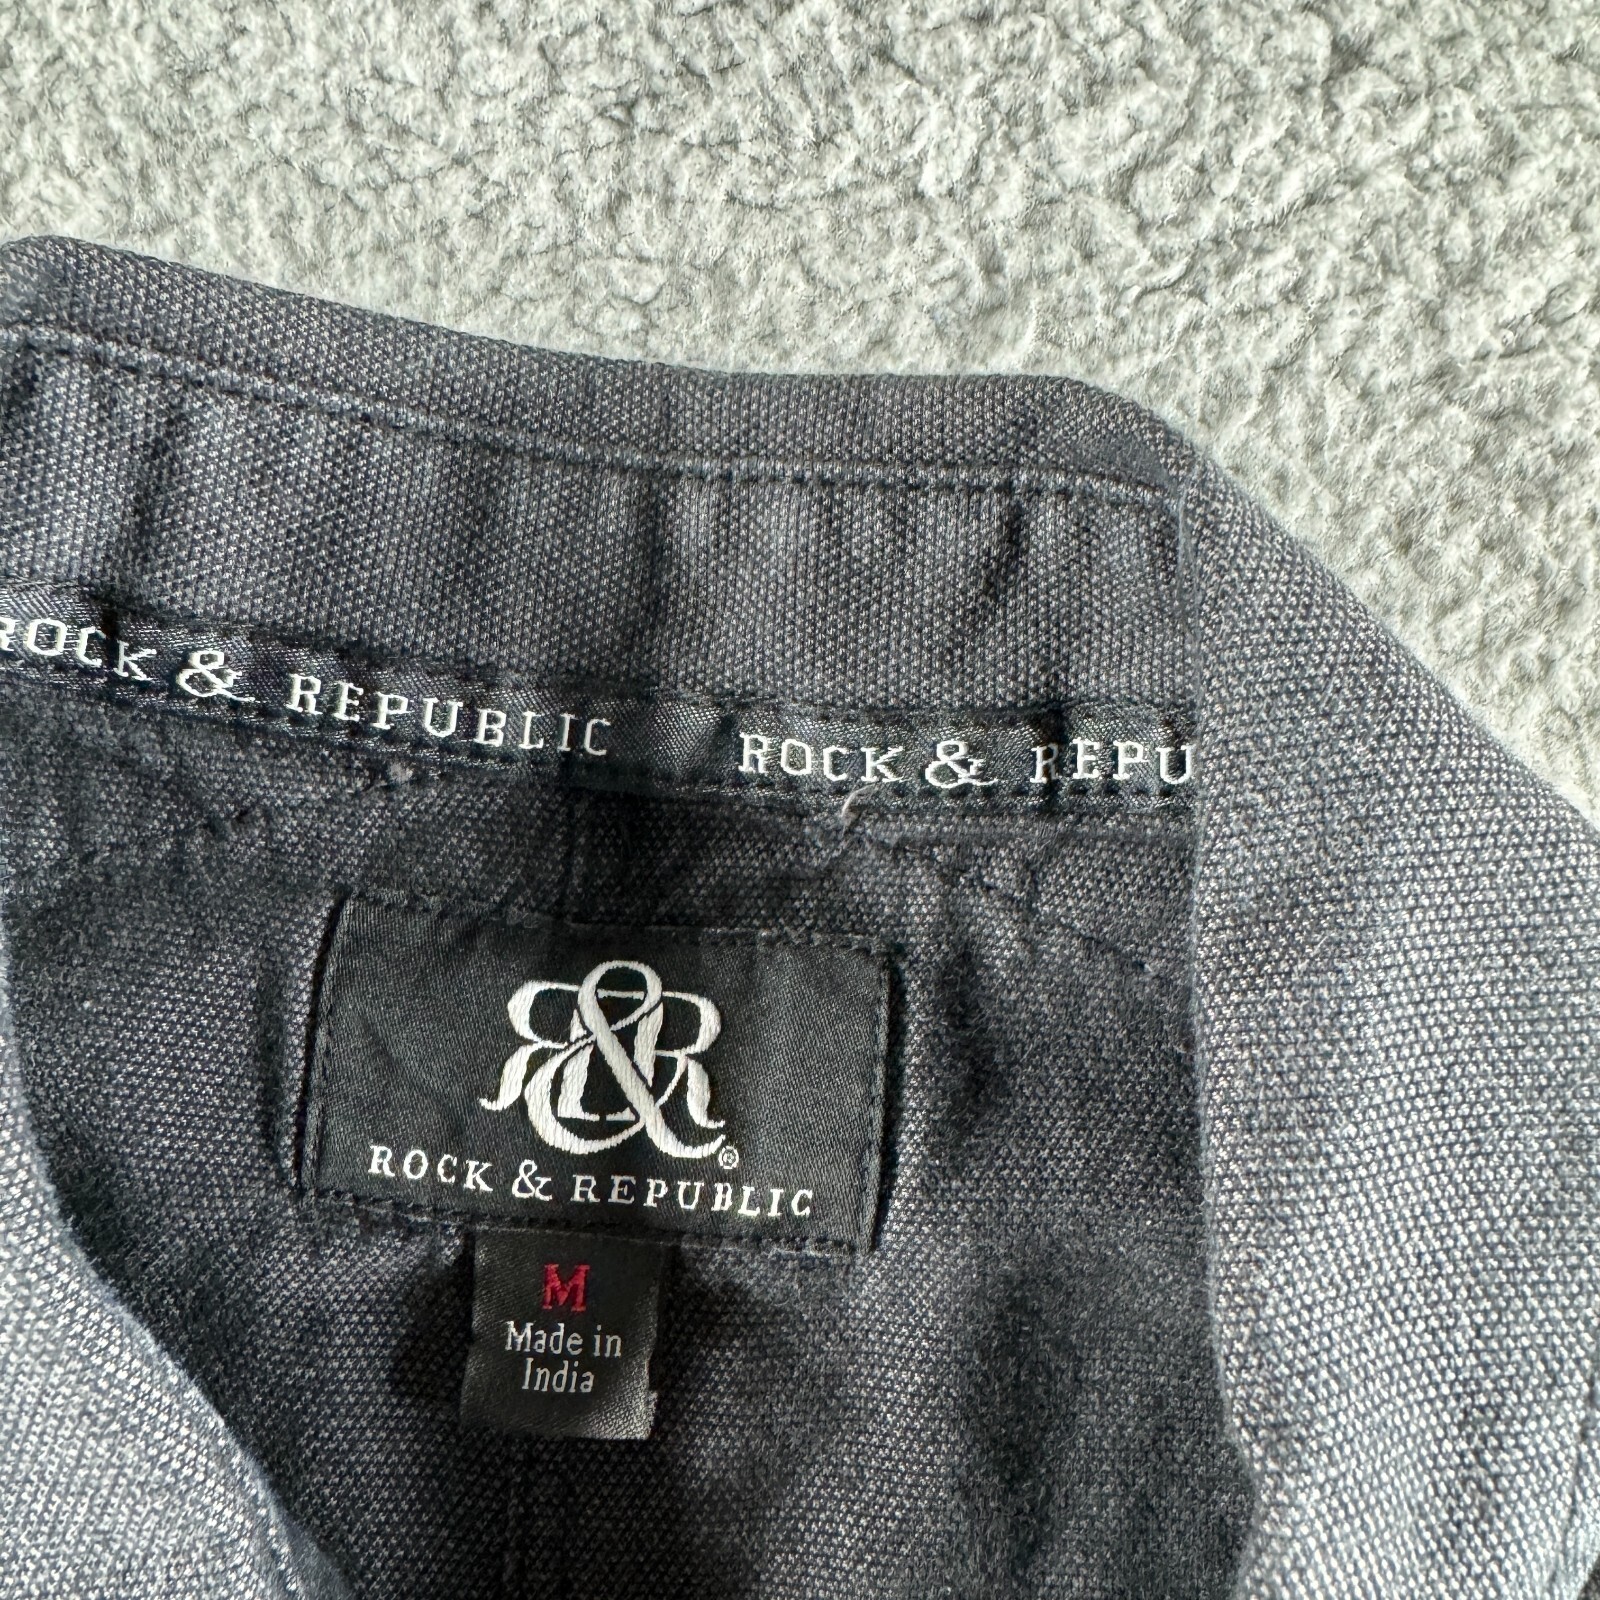 ROCK & REPUBLIC ROCK & REPU
R&R®
ROCK & REPUBLIC
M
Made in
India